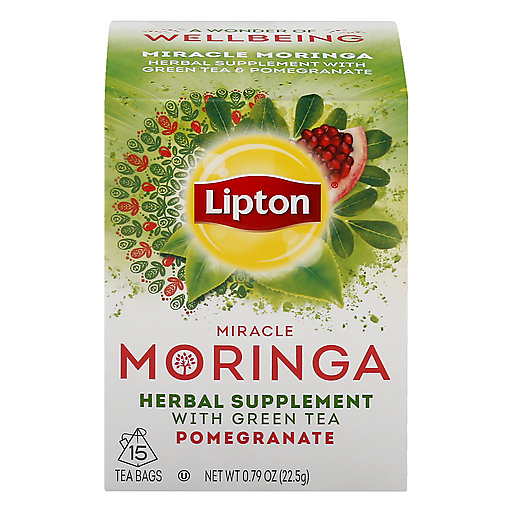 A WONDER OF
WELLBEING
MIRACLE MORINGA
HERBAL SUPPLEMENT WITH
GREEN TEA & POMEGRANATE
Lipton®
MIRACLE
MORINGA
HERBAL SUPPLEMENT
WITH GREEN TEA
POMEGRANATE
15
TEA BAGS U NET WT 0.79 OZ (22.5g)